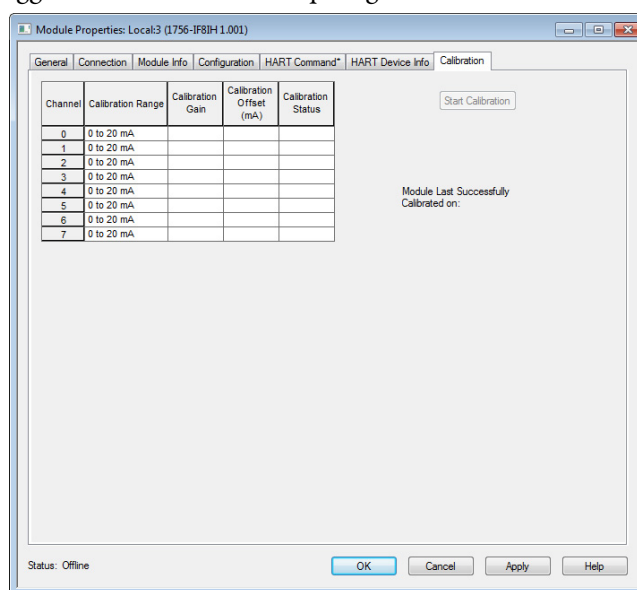 Module Properties: Local:3 (1756-IF8IH 1.001)
General Connection Module Info Configuration HART Command* HART Device Info Calibration
Channel Calibration Range Calibration Gain Calibration Offset (mA) Calibration Status
Start Calibration
0 0 to 20 mA
1 0 to 20 mA
2 0 to 20 mA
3 0 to 20 mA
4 0 to 20 mA
5 0 to 20 mA
6 0 to 20 mA
7 0 to 20 mA
Module Last Successfully
Calibrated on:
Status: Offline
OK Cancel Apply Help